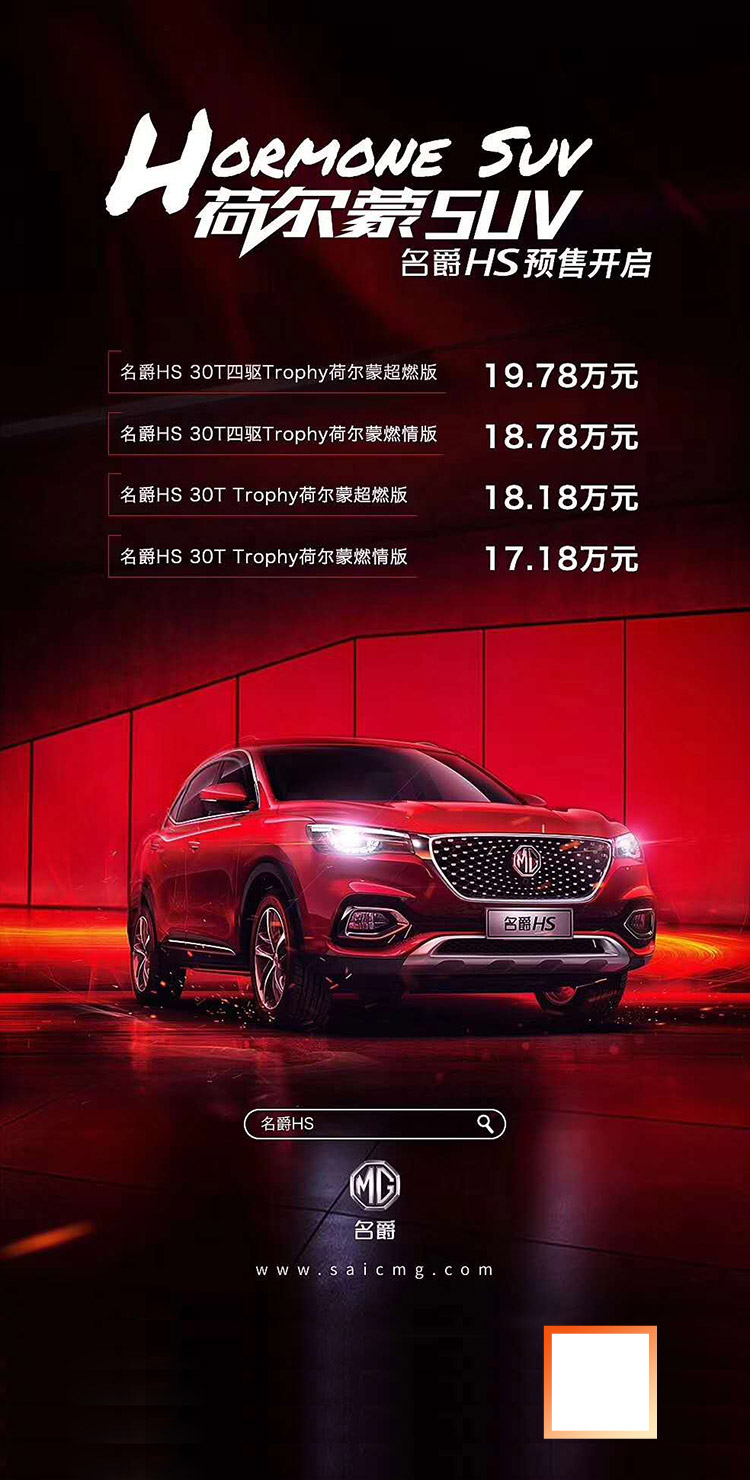 HORMONE SUV
荷尔蒙SUV
名爵HS预售开启
名爵HS 30T四驱Trophy荷尔蒙超燃版 19.78万元
名爵HS 30T四驱Trophy荷尔蒙燃情版 18.78万元
名爵HS 30T Trophy荷尔蒙超燃版 18.18万元
名爵HS 30T Trophy荷尔蒙燃情版 17.18万元
MG
名爵HS
名爵HS
MG
名爵
www.saicmg.com